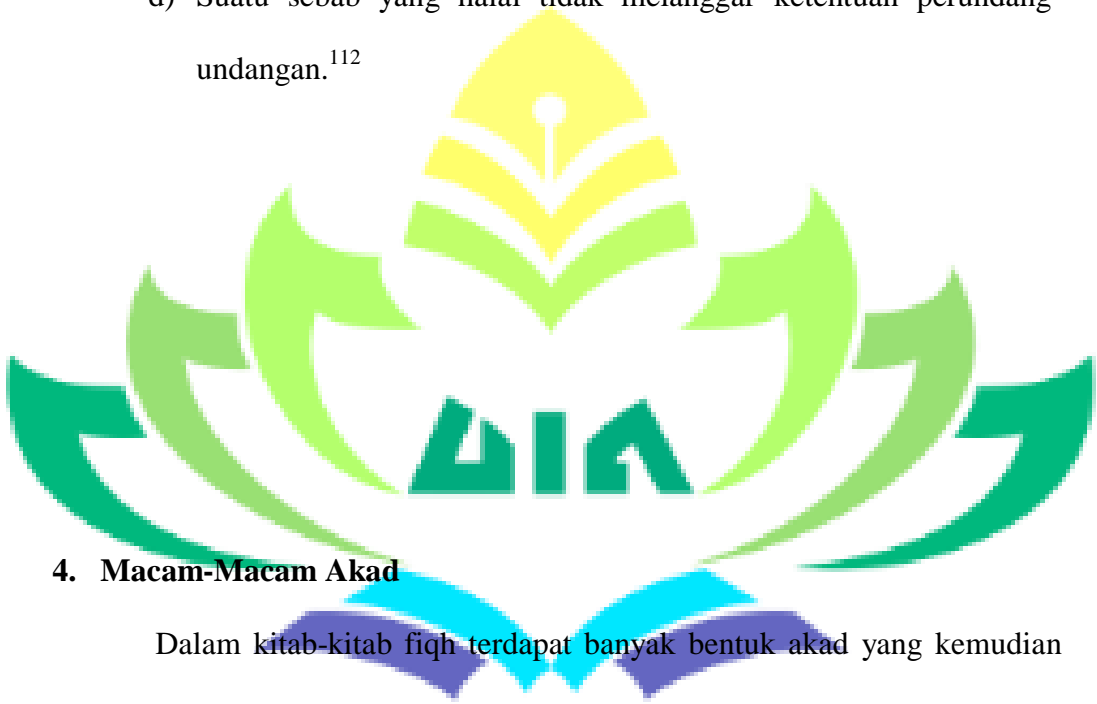 d) Suatu sebab yang halal tidak melanggar ketentuan perundang
undangan.112
UIN
4. Macam-Macam Akad
Dalam kitab-kitab fiqh terdapat banyak bentuk akad yang kemudian